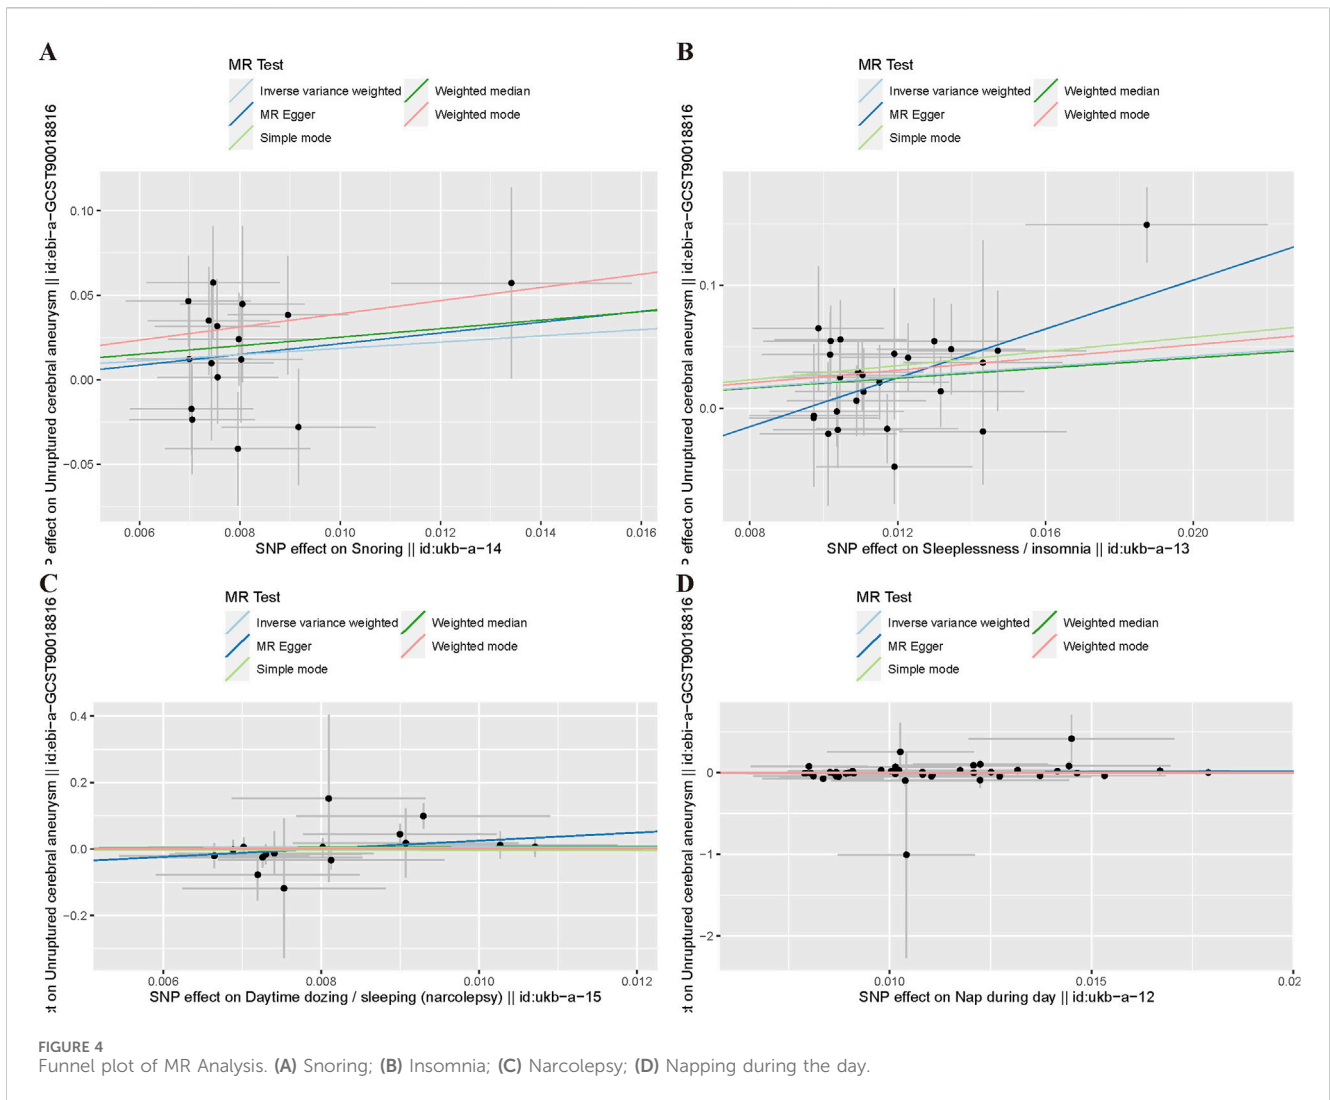 A
MR Test
Inverse variance weighted
Weighted median
MR Egger
Weighted mode
Simple mode
effect on Unruptured cerebral aneurysm || id:ebi-a-GCST90018816
0.10
0.05
0.00
−0.05
0.006 0.008 0.010 0.012 0.014 0.016
SNP effect on Snoring || id:ukb-a-14
B
MR Test
Inverse variance weighted
Weighted median
MR Egger
Weighted mode
Simple mode
effect on Unruptured cerebral aneurysm || id:ebi-a-GCST90018816
0.1
0.0
0.008 0.012 0.016 0.020
SNP effect on Sleeplessness / insomnia || id:ukb-a-13
C
MR Test
Inverse variance weighted
Weighted median
MR Egger
Weighted mode
Simple mode
on Unruptured cerebral aneurysm || id:ebi-a-GCST90018816
0.4
0.2
0.0
−0.2
0.006 0.008 0.010 0.012
SNP effect on Daytime dozing / sleeping (narcolepsy) || id:ukb-a-15
D
MR Test
Inverse variance weighted
Weighted median
MR Egger
Weighted mode
Simple mode
on Unruptured cerebral aneurysm || id:ebi-a-GCST90018816
0
−1
−2
0.010 0.015 0.02
SNP effect on Nap during day || id:ukb-a-12
FIGURE 4
Funnel plot of MR Analysis. (A) Snoring; (B) Insomnia; (C) Narcolepsy; (D) Napping during the day.